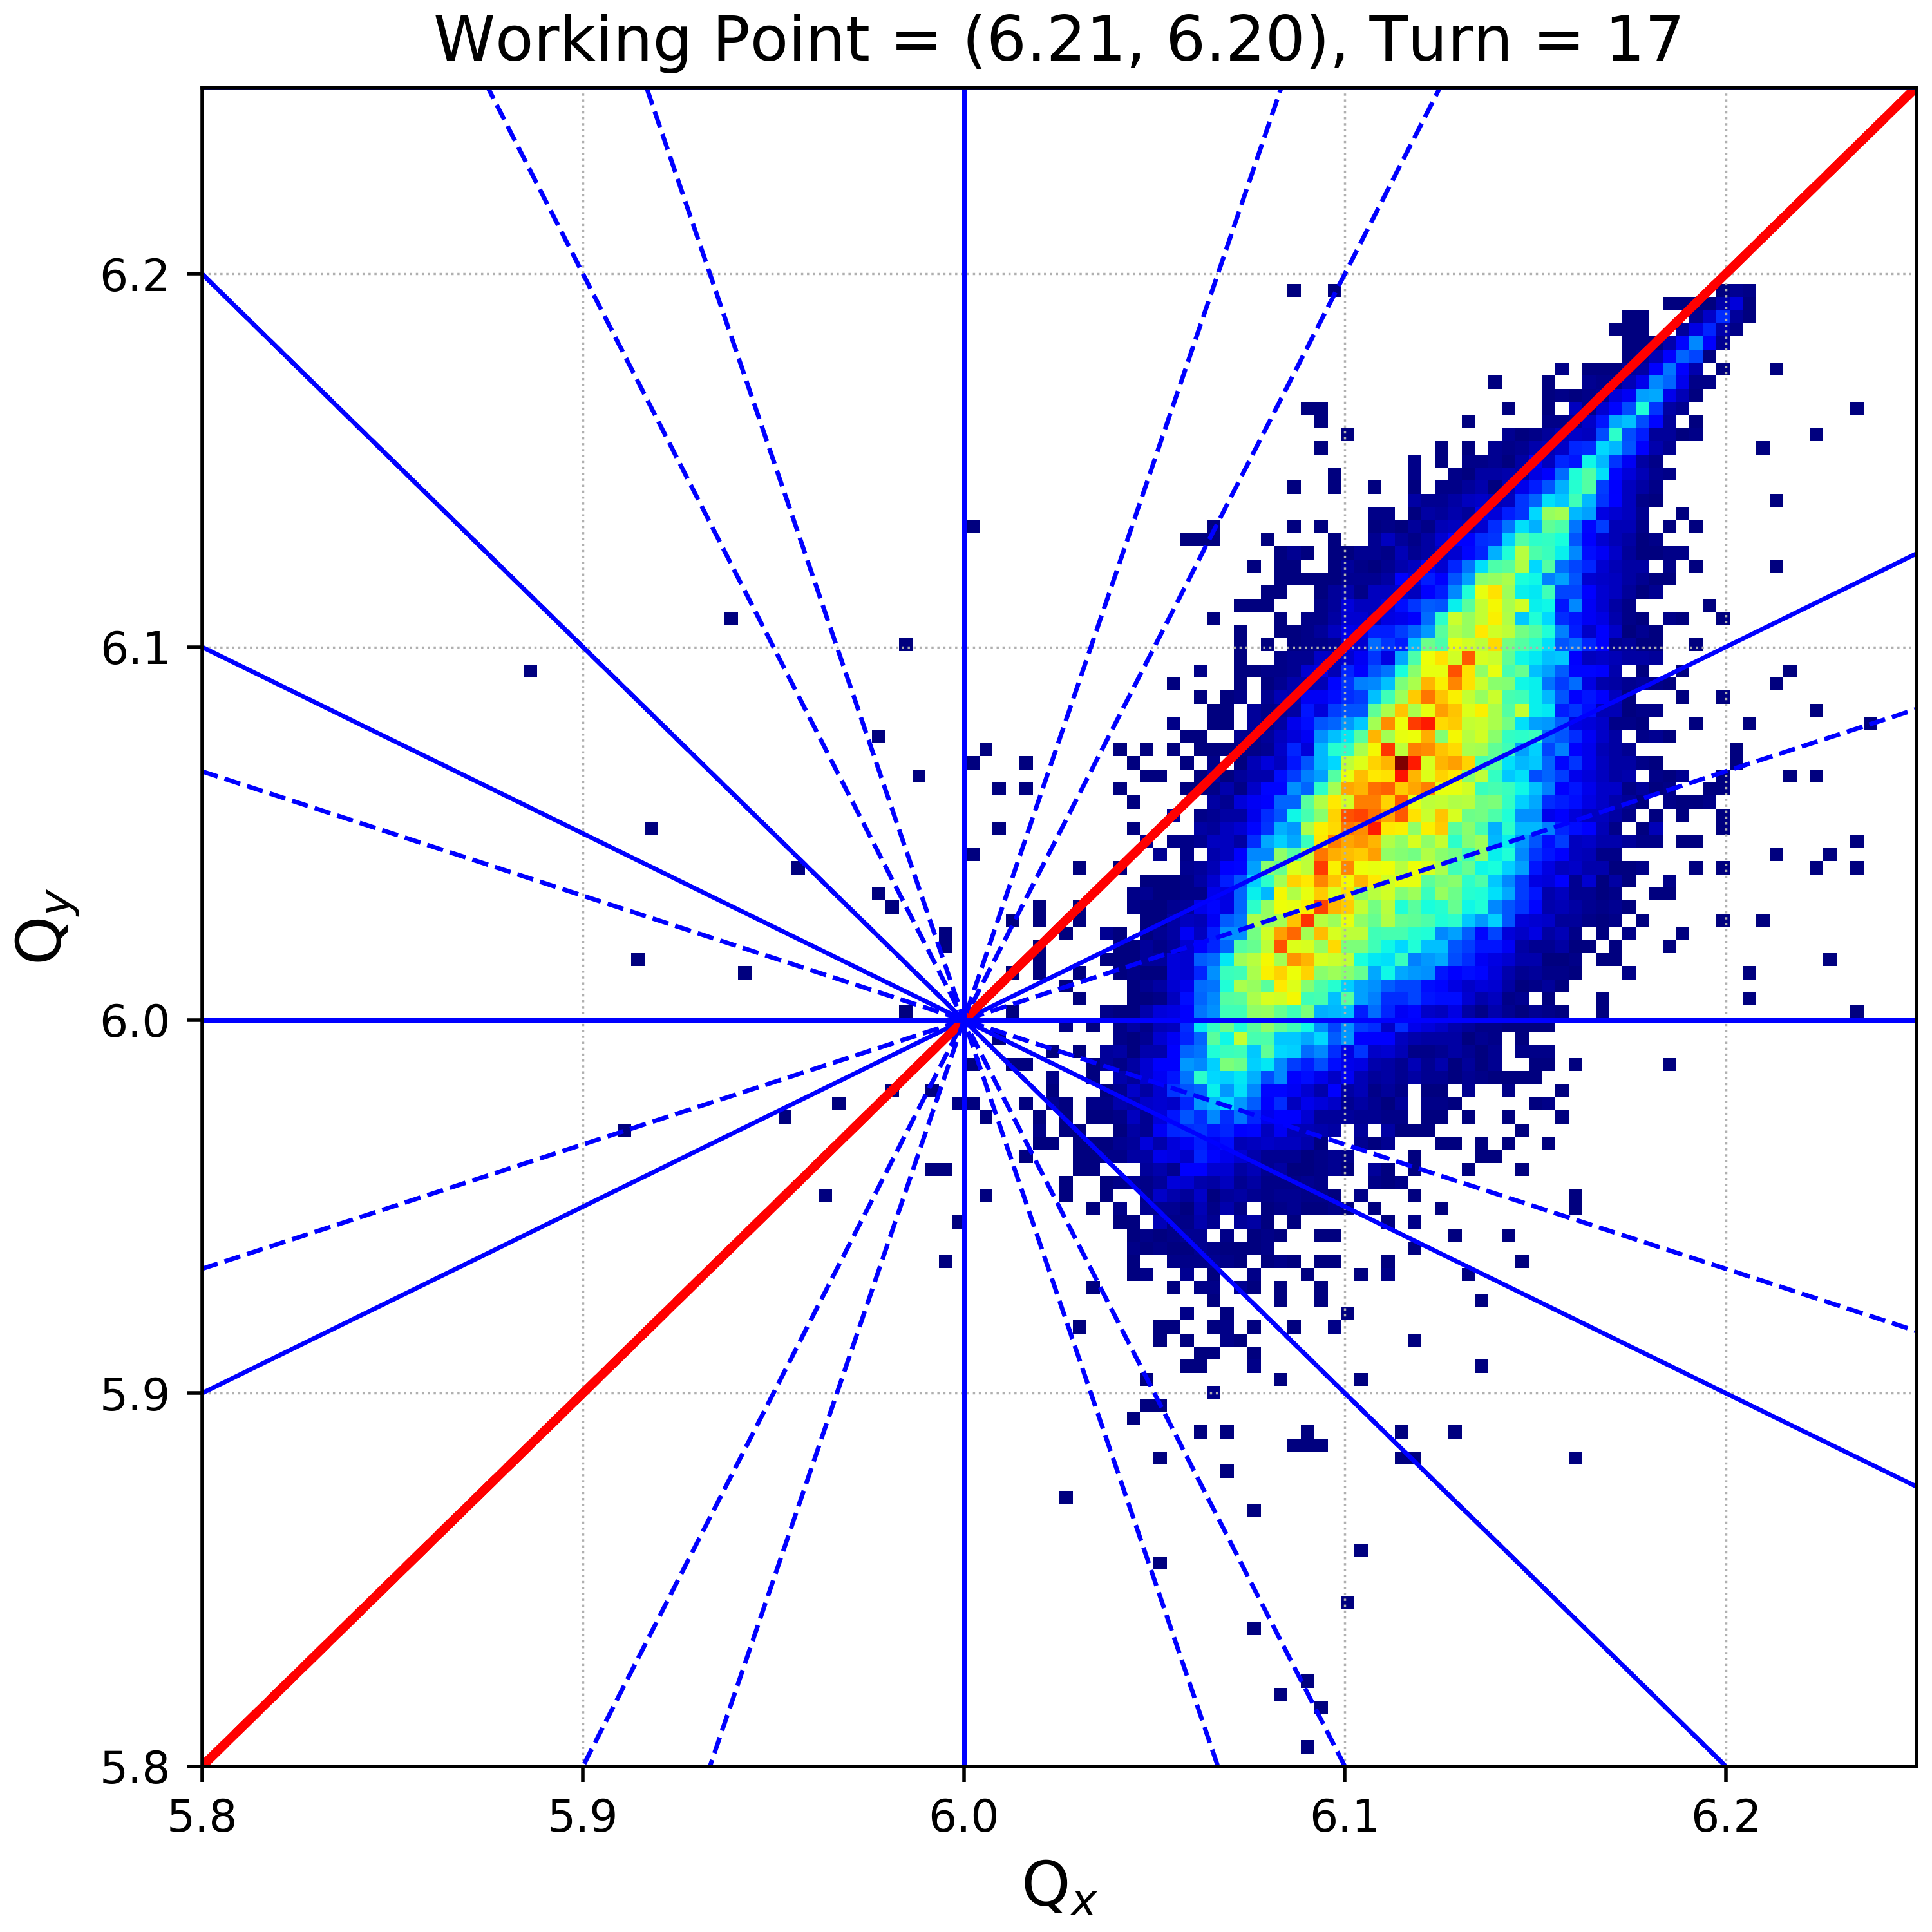 Working Point = (6.21, 6.20), Turn = 17
6.2
6.1
6.0
5.9
5.8
Qy
5.8 5.9 6.0 6.1 6.2
Qx